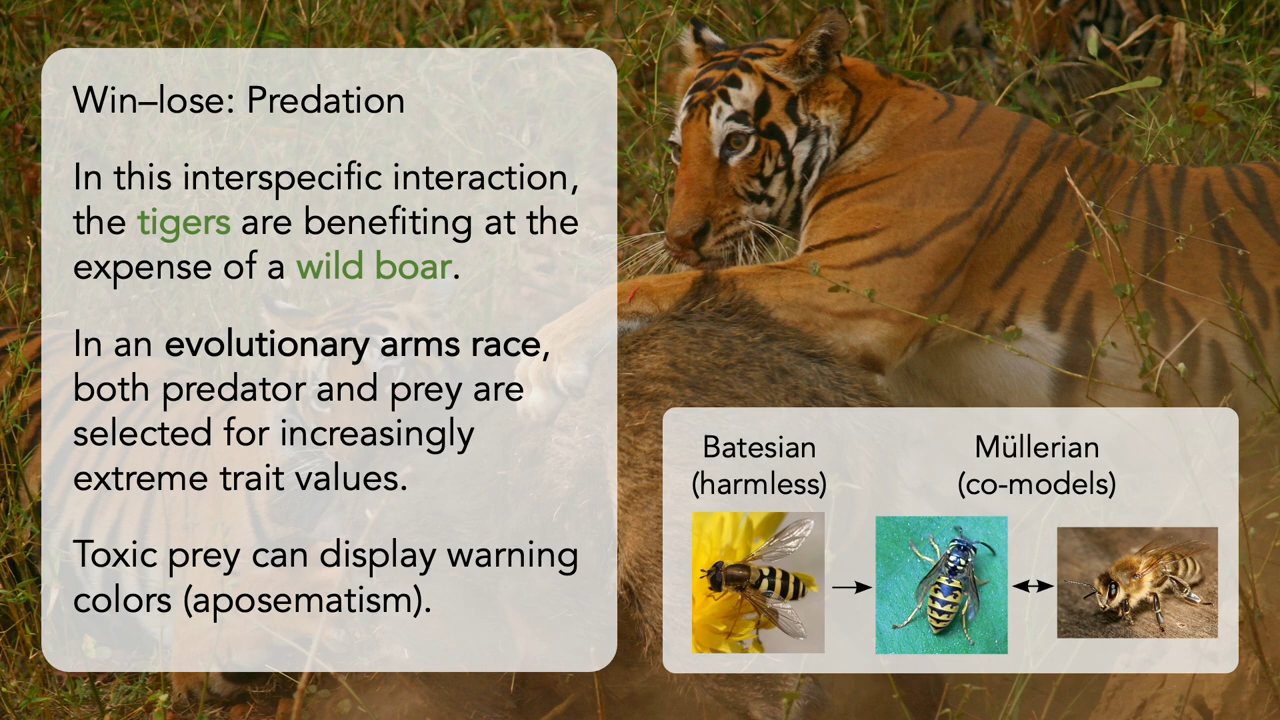 Win–lose: Predation
In this interspecific interaction,
the tigers are benefiting at the
expense of a wild boar.
In an evolutionary arms race,
both predator and prey are
selected for increasingly
extreme trait values.
Toxic prey can display warning
colors (aposematism).
Batesian
(harmless)
Müllerian
(co-models)